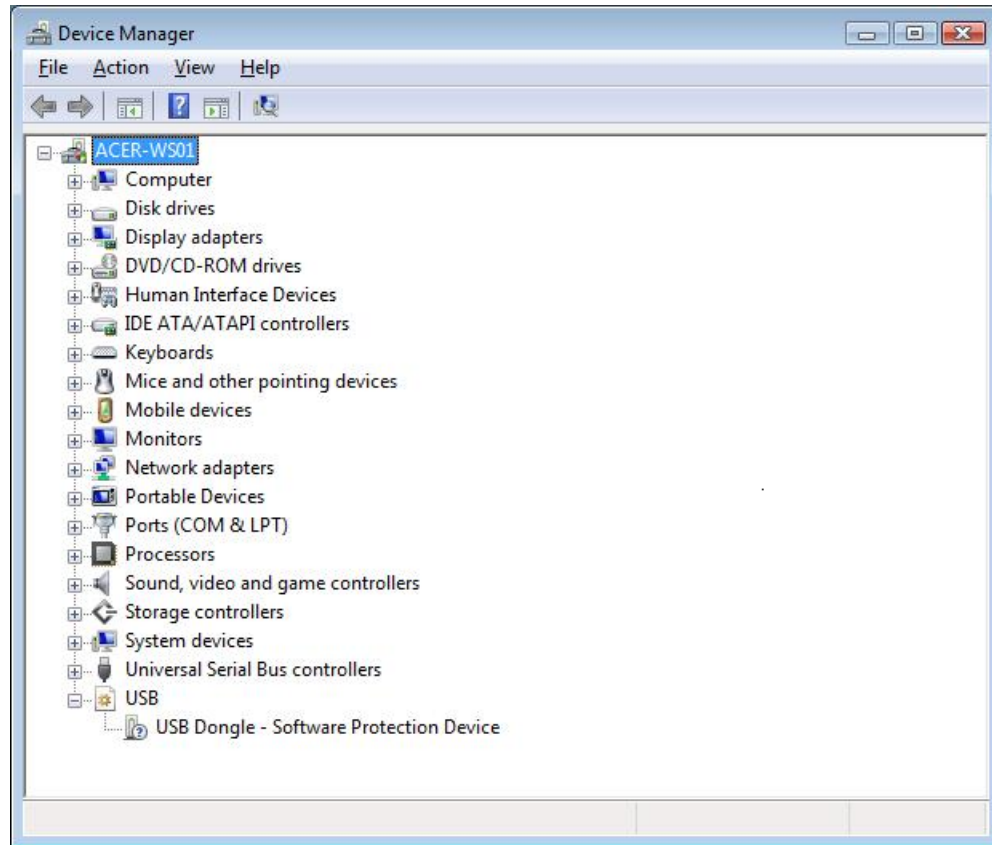 Device Manager
File Action View Help
ACER-WS01
Computer
Disk drives
Display adapters
DVD/CD-ROM drives
Human Interface Devices
IDE ATA/ATAPI controllers
Keyboards
Mice and other pointing devices
Mobile devices
Monitors
Network adapters
Portable Devices
Ports (COM & LPT)
Processors
Sound, video and game controllers
Storage controllers
System devices
Universal Serial Bus controllers
USB
USB Dongle - Software Protection Device